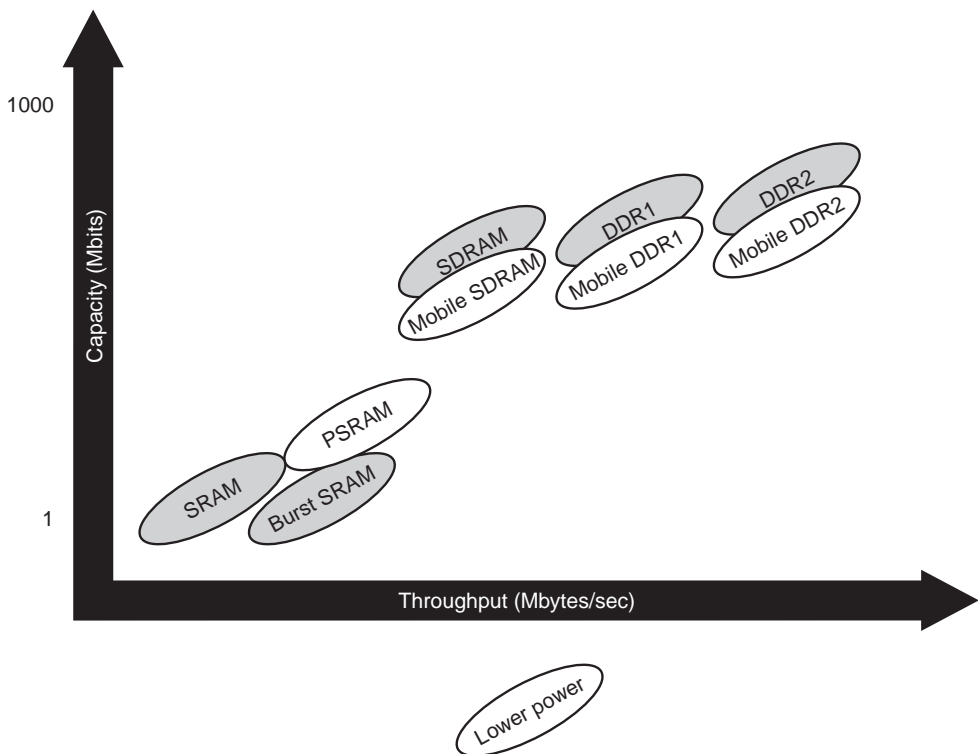 1000
Capacity (Mbits)
DDR2
Mobile DDR2
DDR1
Mobile DDR1
SDRAM
Mobile SDRAM
PSRAM
SRAM
Burst SRAM
1
Throughput (Mbytes/sec)
Lower power